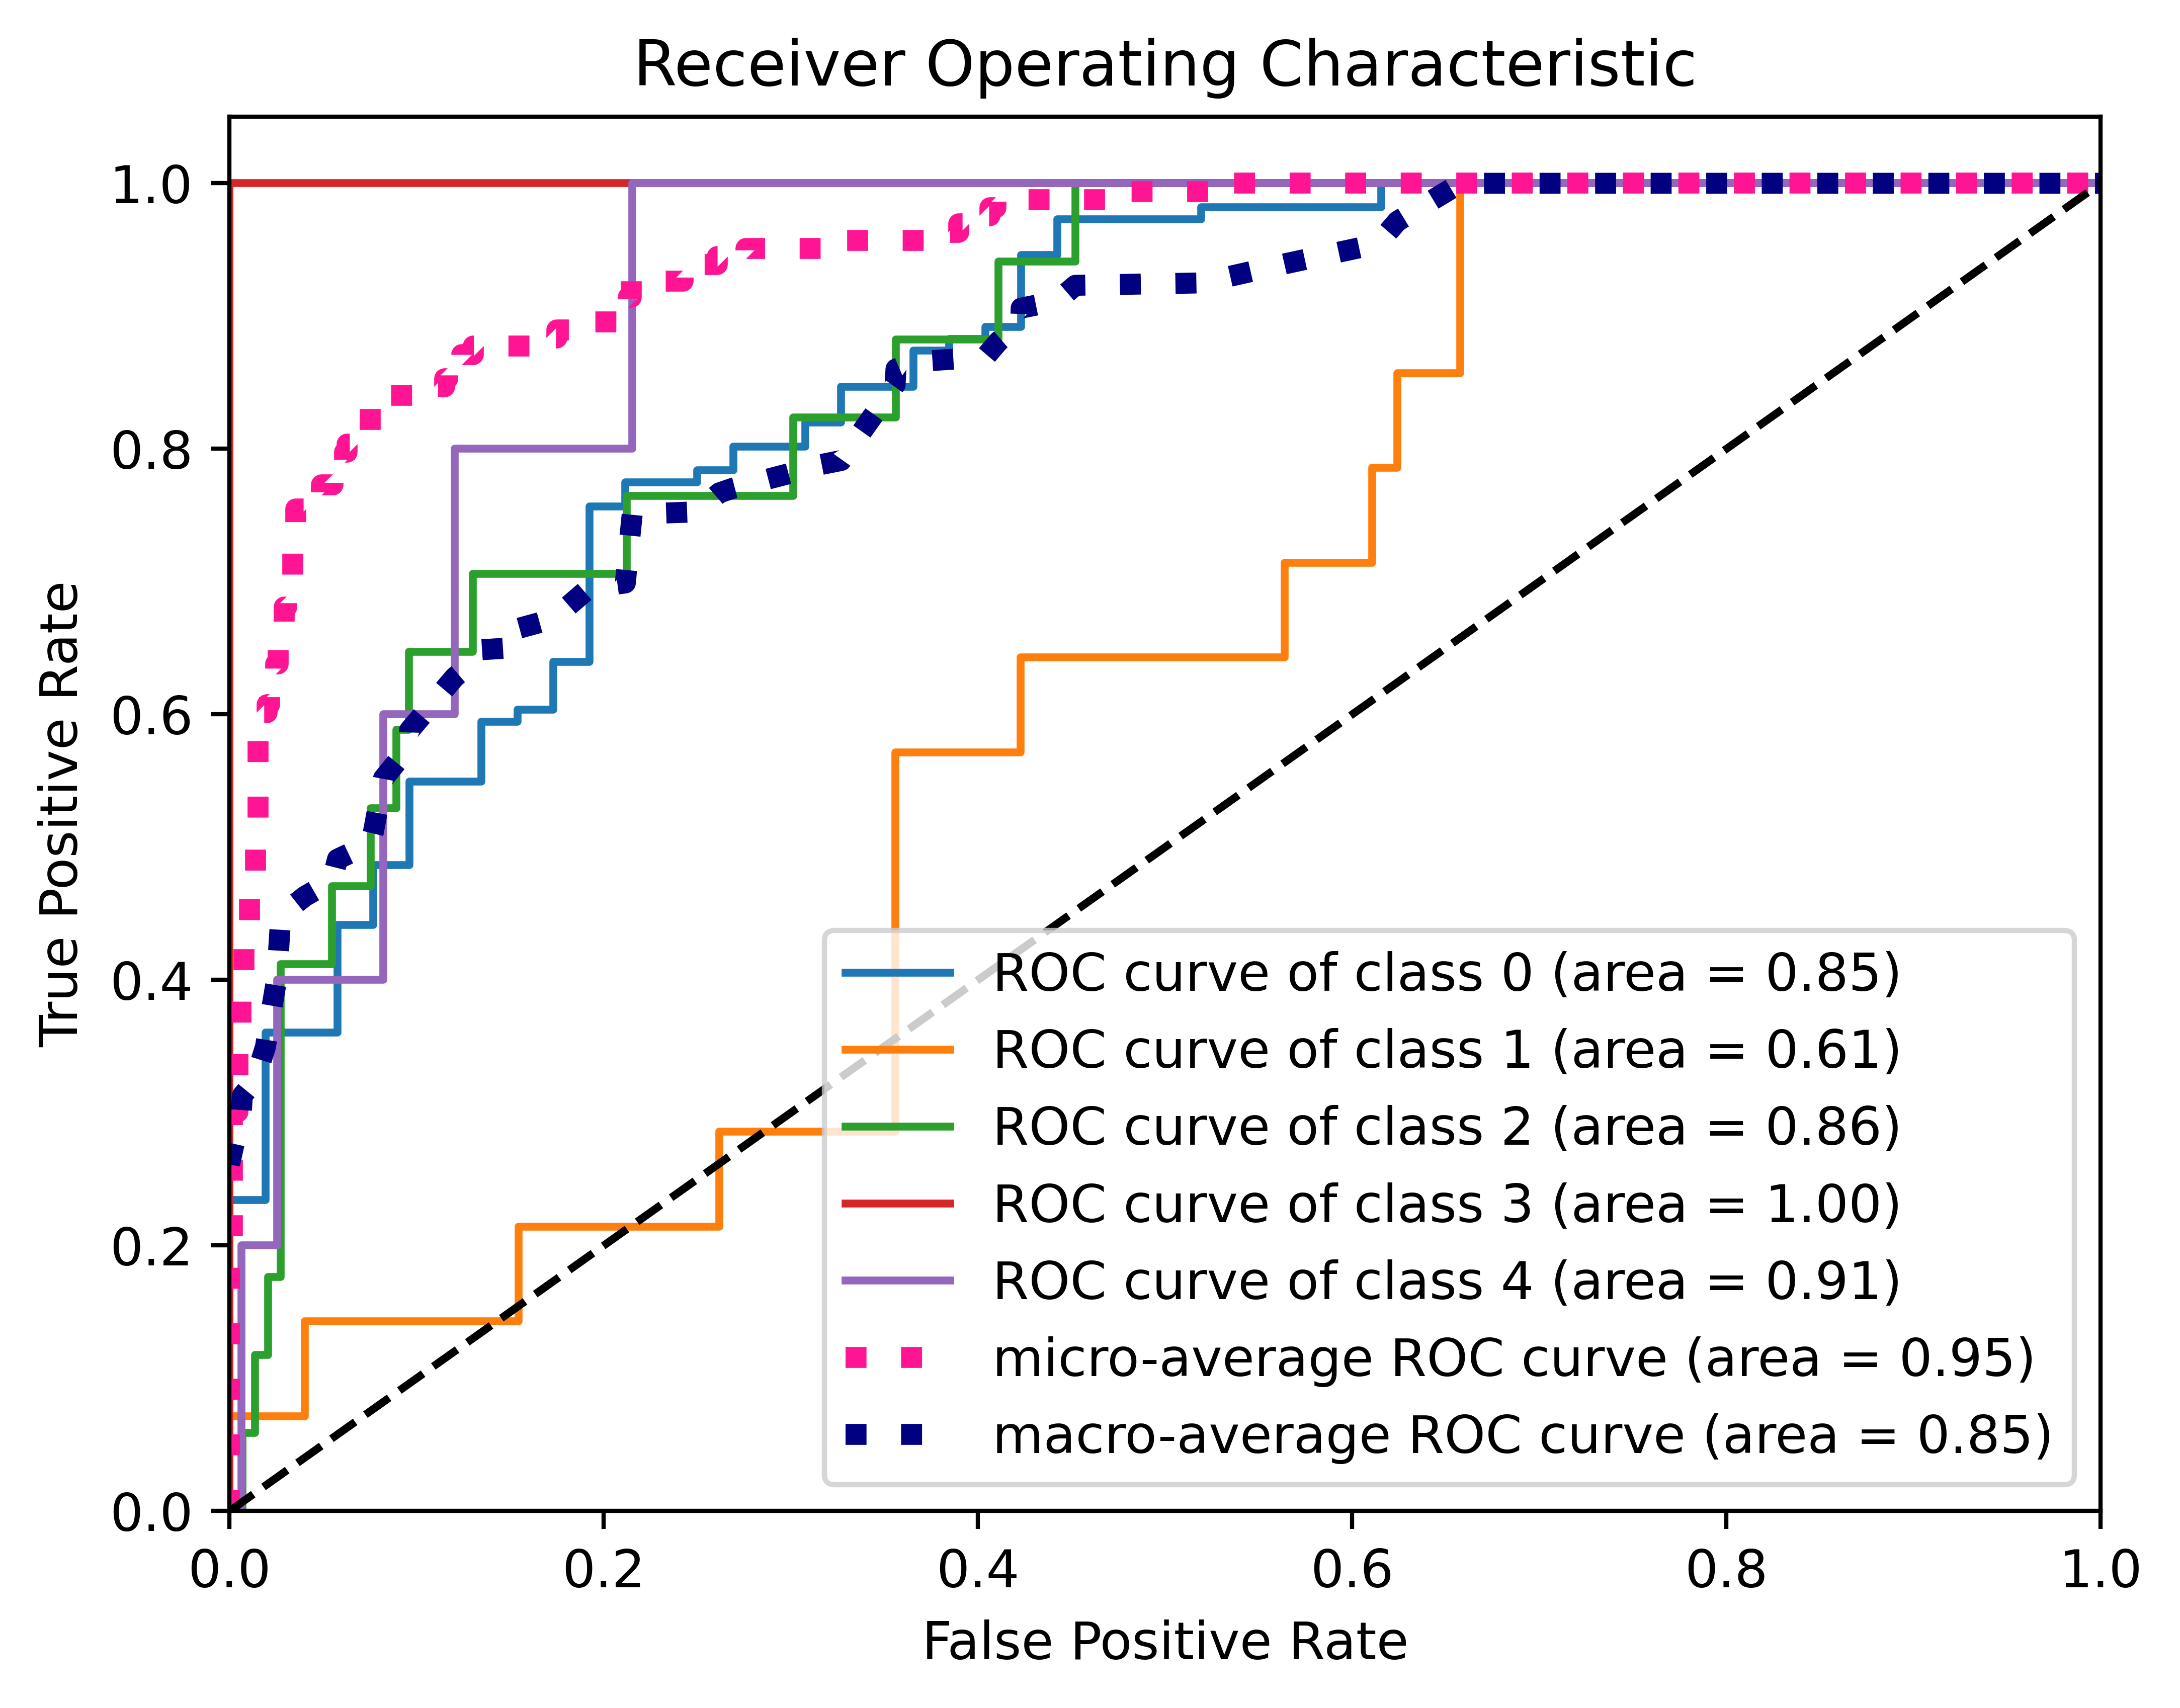 Receiver Operating Characteristic
1.0
0.8
0.6
0.4
0.2
0.0
True Positive Rate
ROC curve of class 0 (area = 0.85)
ROC curve of class 1 (area = 0.61)
ROC curve of class 2 (area = 0.86)
ROC curve of class 3 (area = 1.00)
ROC curve of class 4 (area = 0.91)
micro-average ROC curve (area = 0.95)
macro-average ROC curve (area = 0.85)
0.0 0.2 0.4 0.6 0.8 1.0
False Positive Rate